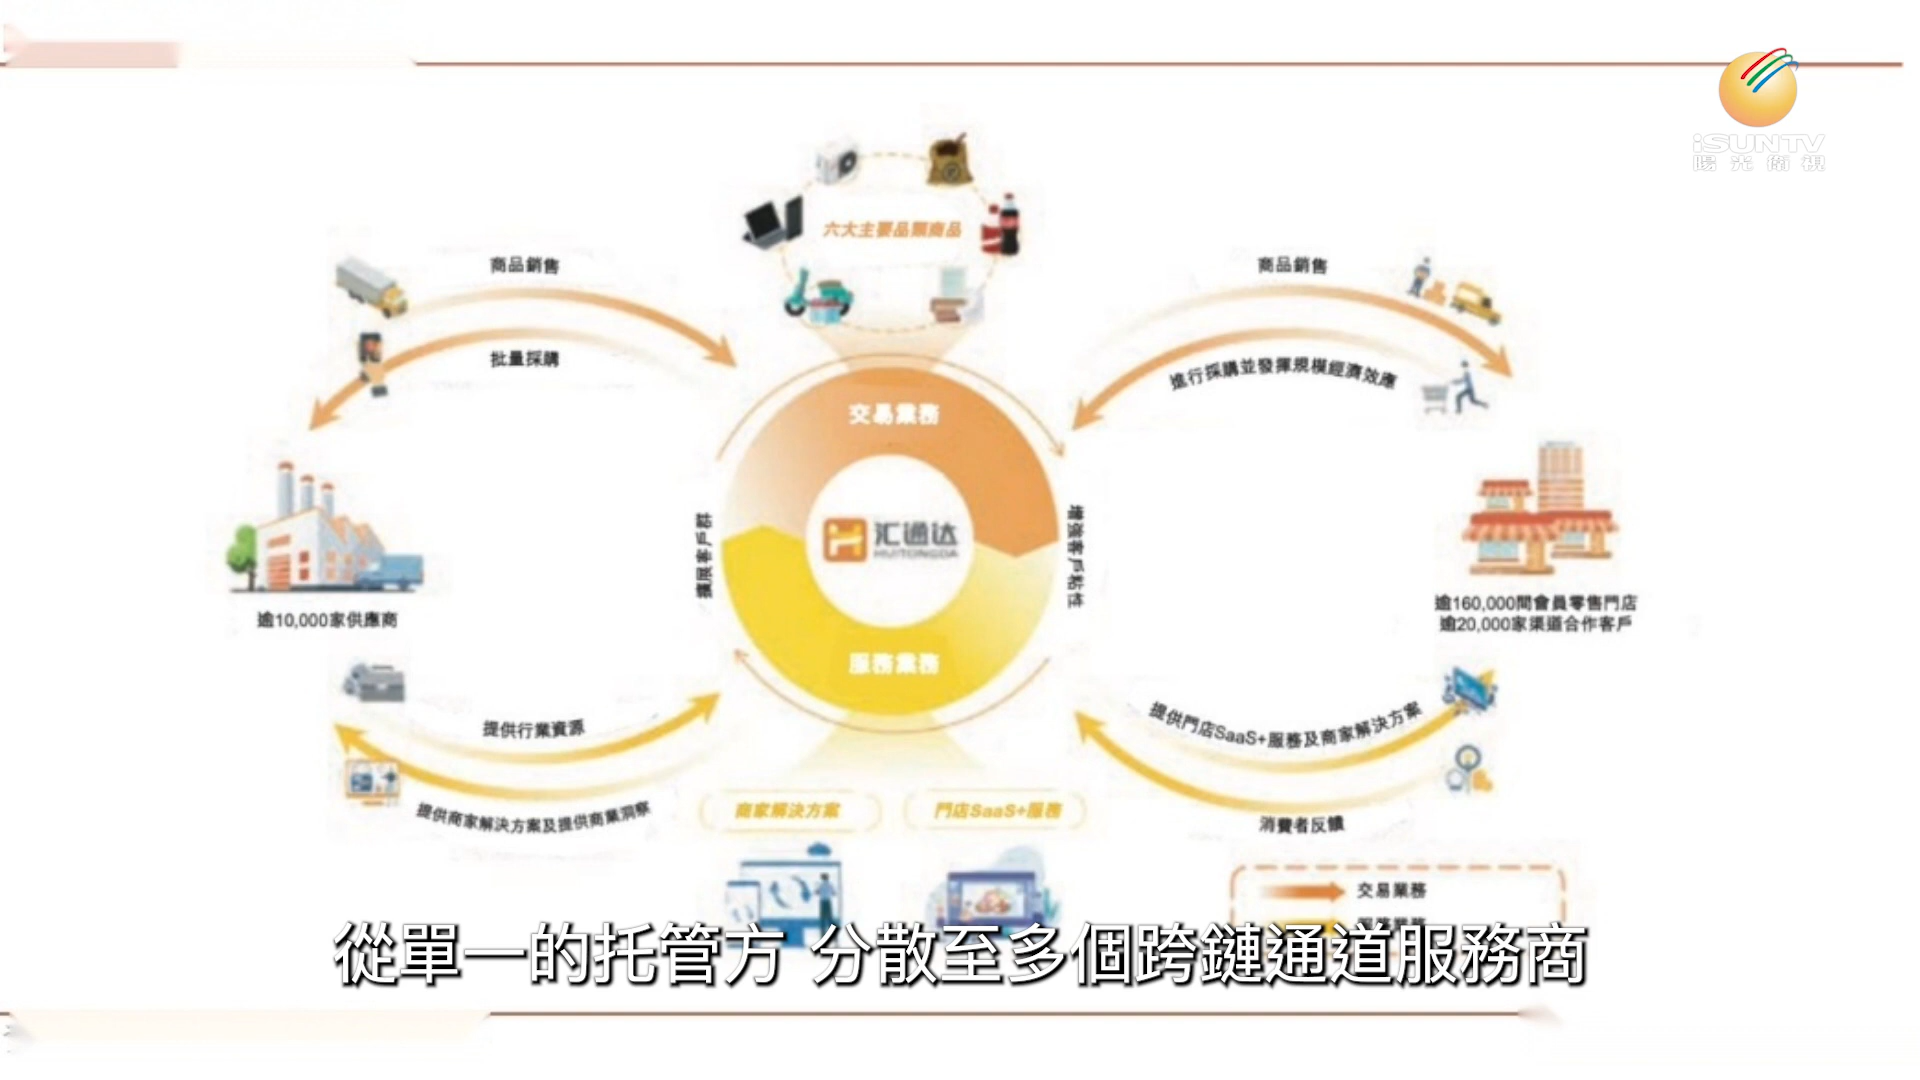 iSUNTV
陽光衛視
六大主要品類商品
商品銷售
批量採購
商品銷售
進行採購並發揮規模經濟效應
交易業務
汇通达
HUITONGDA
服務業務
擴展客戶群
增強客戶粘性
逾10,000家供應商
逾160,000間會員零售門店
逾20,000家渠道合作客戶
提供行業資源
提供商家解決方案及提供商業洞察
提供門店SaaS+服務及商家解決方案
消費者反饋
商家解決方案
門店SaaS+服務
交易業務
服務業務
從單一的托管方 分散至多個跨鏈通道服務商